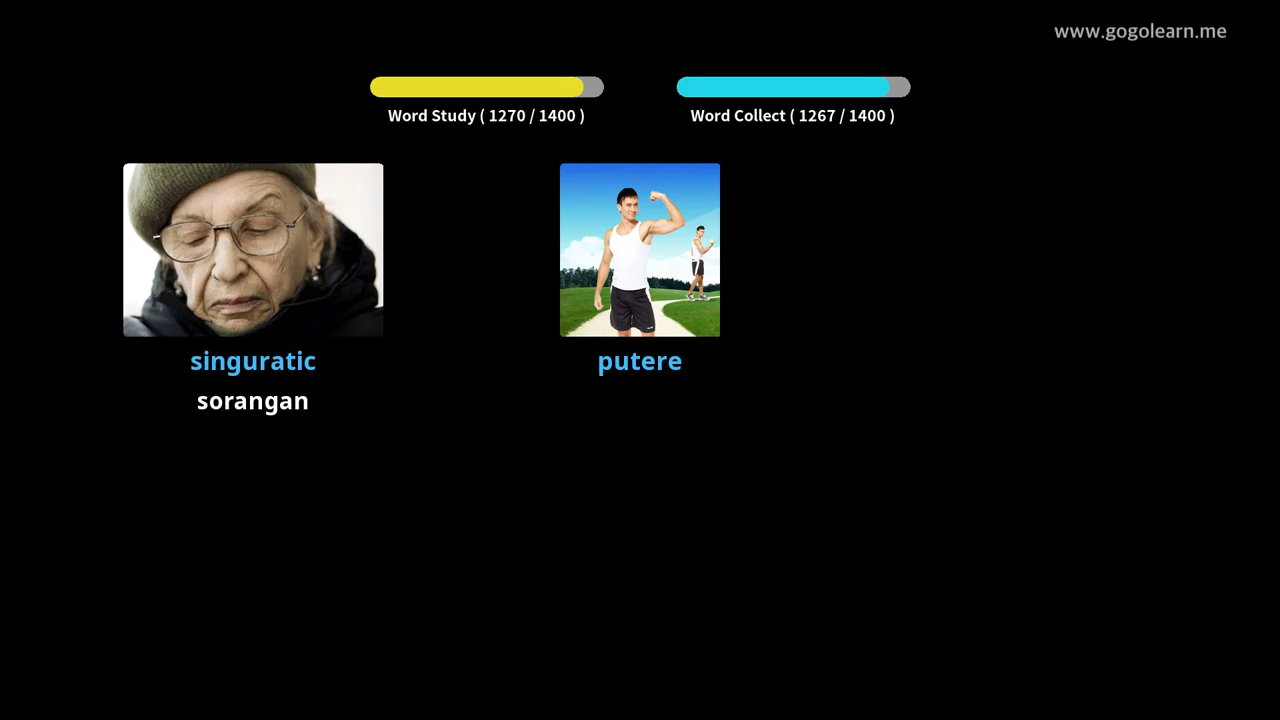 www.gogolearn.me
Word Study ( 1270 / 1400 )
Word Collect ( 1267 / 1400 )
singuratic
putere
sorangan